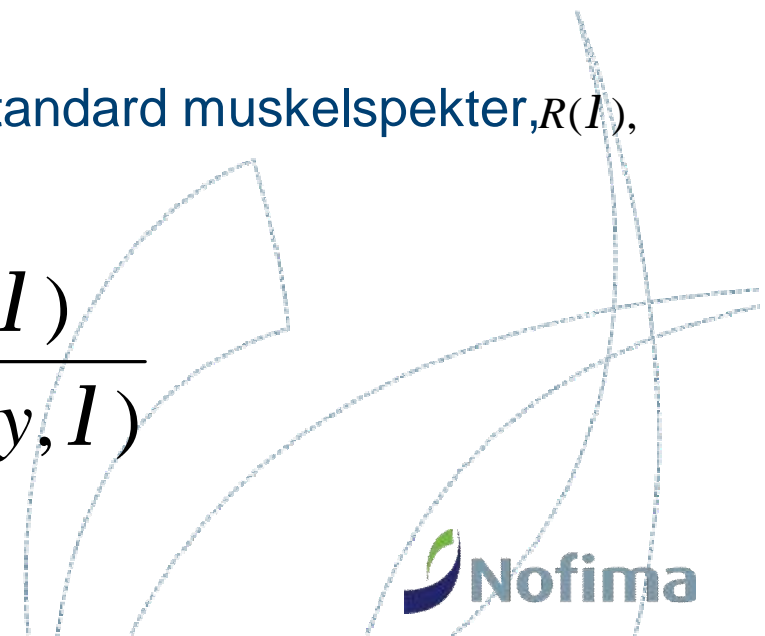 tandard muskelspekter, R(l),
l)
y, l)
Nofima